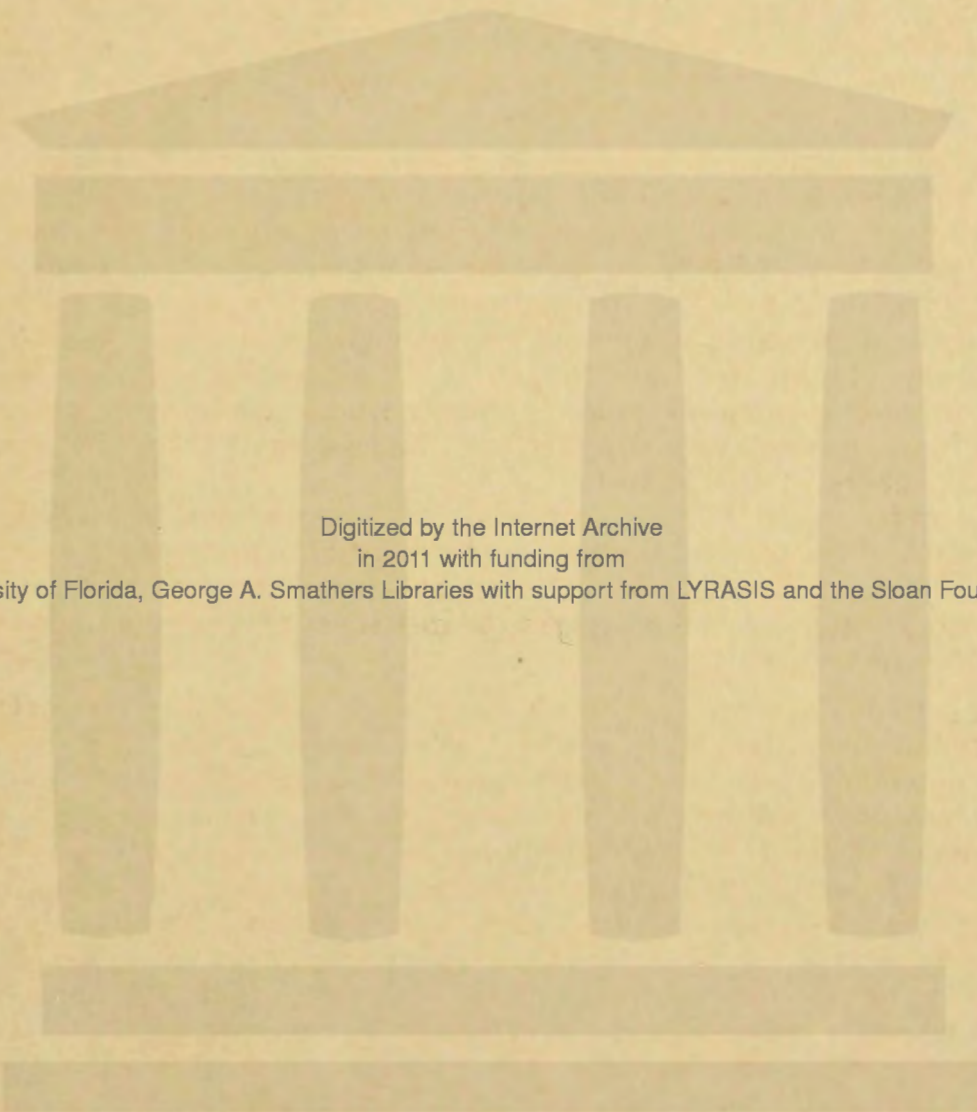 Digitized by the Internet Archive
in 2011 with funding from
sity of Florida, George A. Smathers Libraries with support from LYRASIS and the Sloan Fou